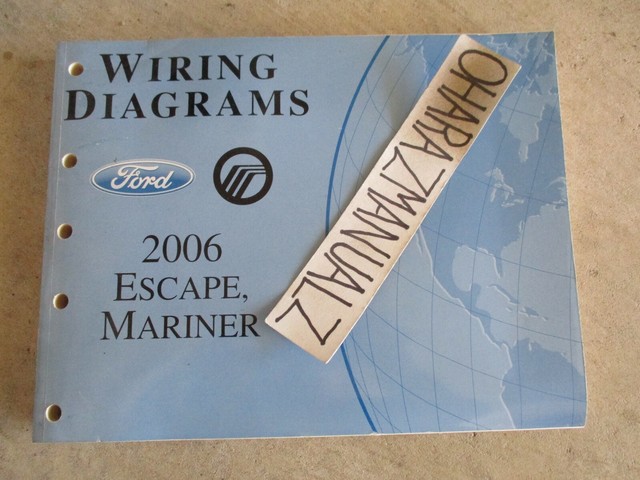 WIRING
DIAGRAMS
Ford
2006
ESCAPE,
MARINER
OHARAZMANUALZ